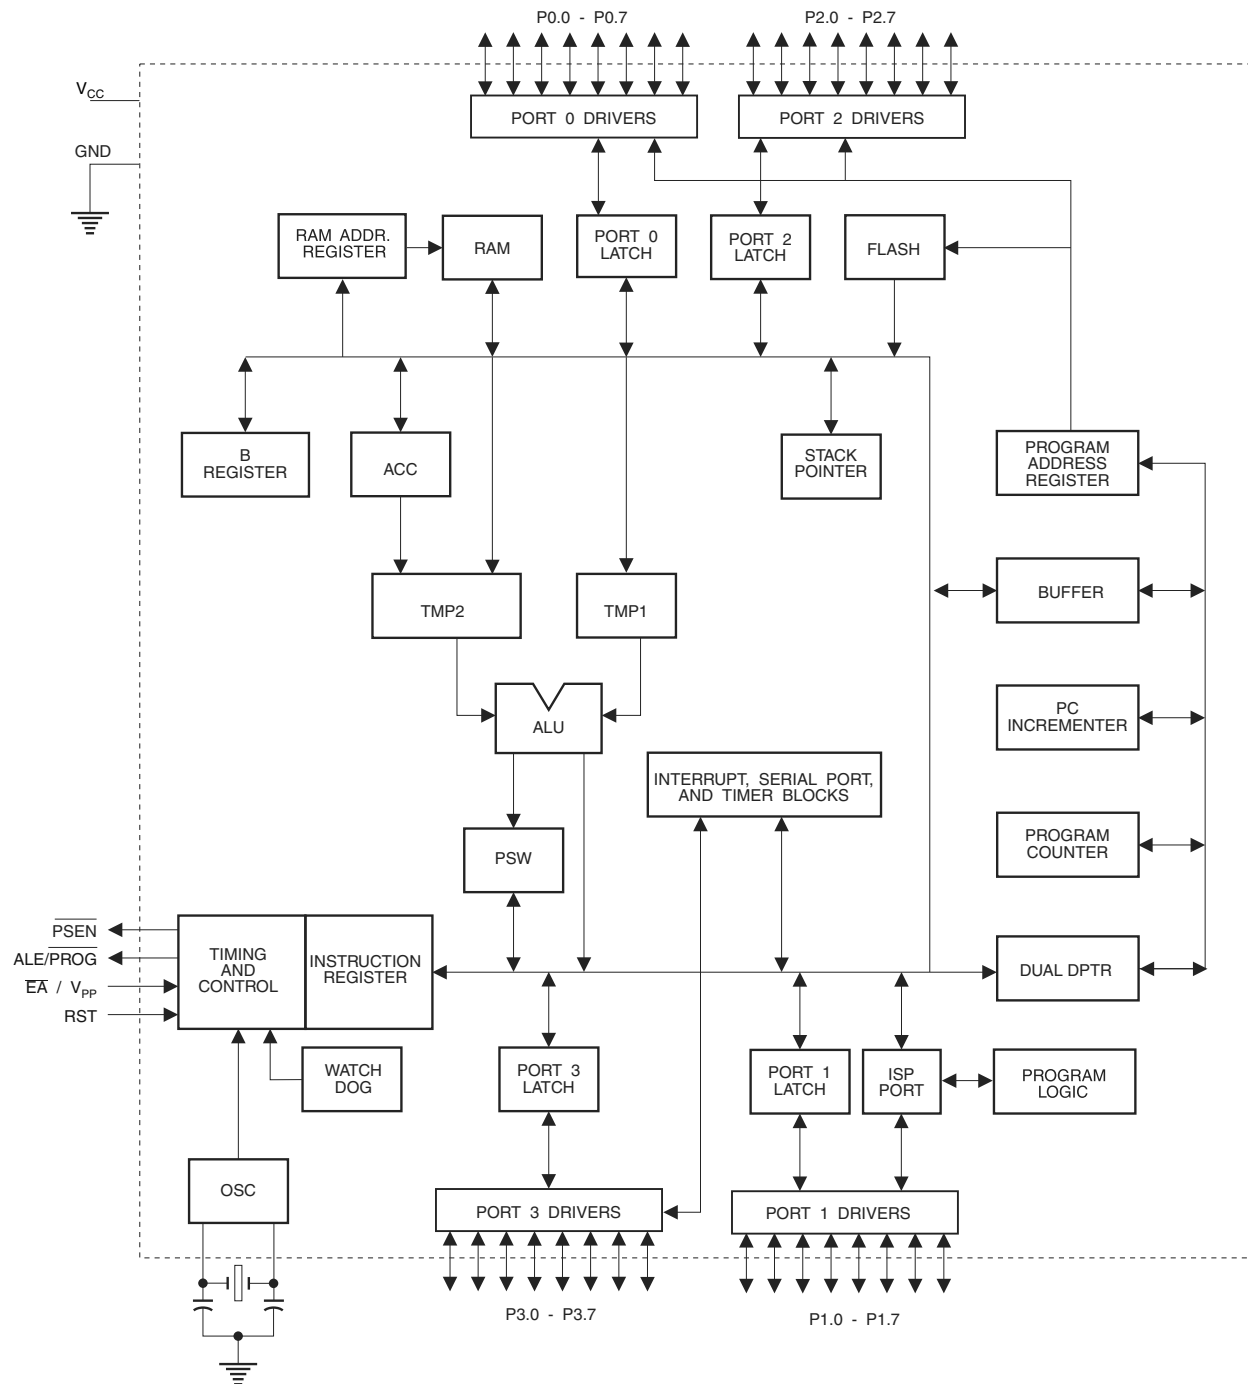 P0.0 - P0.7
P2.0 - P2.7
V_CC
PORT 0 DRIVERS
PORT 2 DRIVERS
GND
RAM ADDR.
REGISTER
RAM
PORT 0
LATCH
PORT 2
LATCH
FLASH
B
REGISTER
ACC
STACK
POINTER
PROGRAM
ADDRESS
REGISTER
BUFFER
TMP2
TMP1
PC
INCREMENTER
ALU
INTERRUPT, SERIAL PORT,
AND TIMER BLOCKS
PROGRAM
COUNTER
PSW
PSEN
ALE/PROG
EA / V_PP
RST
TIMING
AND
CONTROL
INSTRUCTION
REGISTER
DUAL DPTR
WATCH
DOG
PORT 3
LATCH
PORT 1
LATCH
ISP
PORT
PROGRAM
LOGIC
OSC
PORT 3 DRIVERS
PORT 1 DRIVERS
P3.0 - P3.7
P1.0 - P1.7